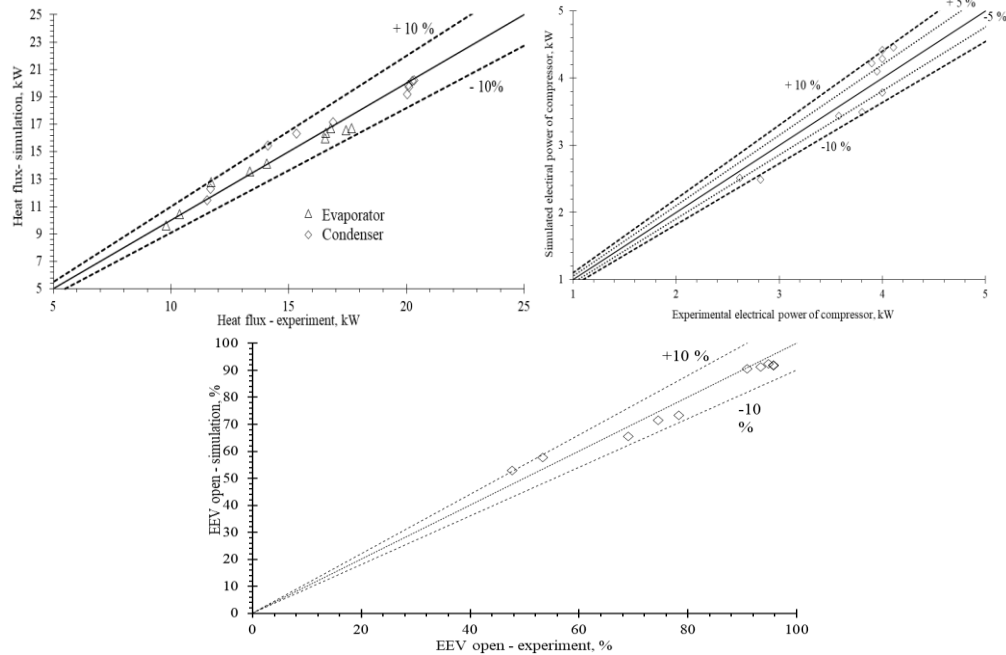 25
23
21
19
17
15
13
11
9
7
5
Heat flux- simulation, kW
+ 10 %
- 10%
△ Evaporator
◇ Condenser
5 10 15 20 25
Heat flux - experiment, kW
5
4
3
2
1
Simulated electiral power of compressor, kW
+ 5 %
-5 %
+ 10 %
-10 %
1 2 3 4 5
Experimental electrical power of compressor, kW
100
90
80
70
60
50
40
30
20
10
0
EEV open - simulation, %
+10 %
-10
%
0 20 40 60 80 100
EEV open - experiment, %